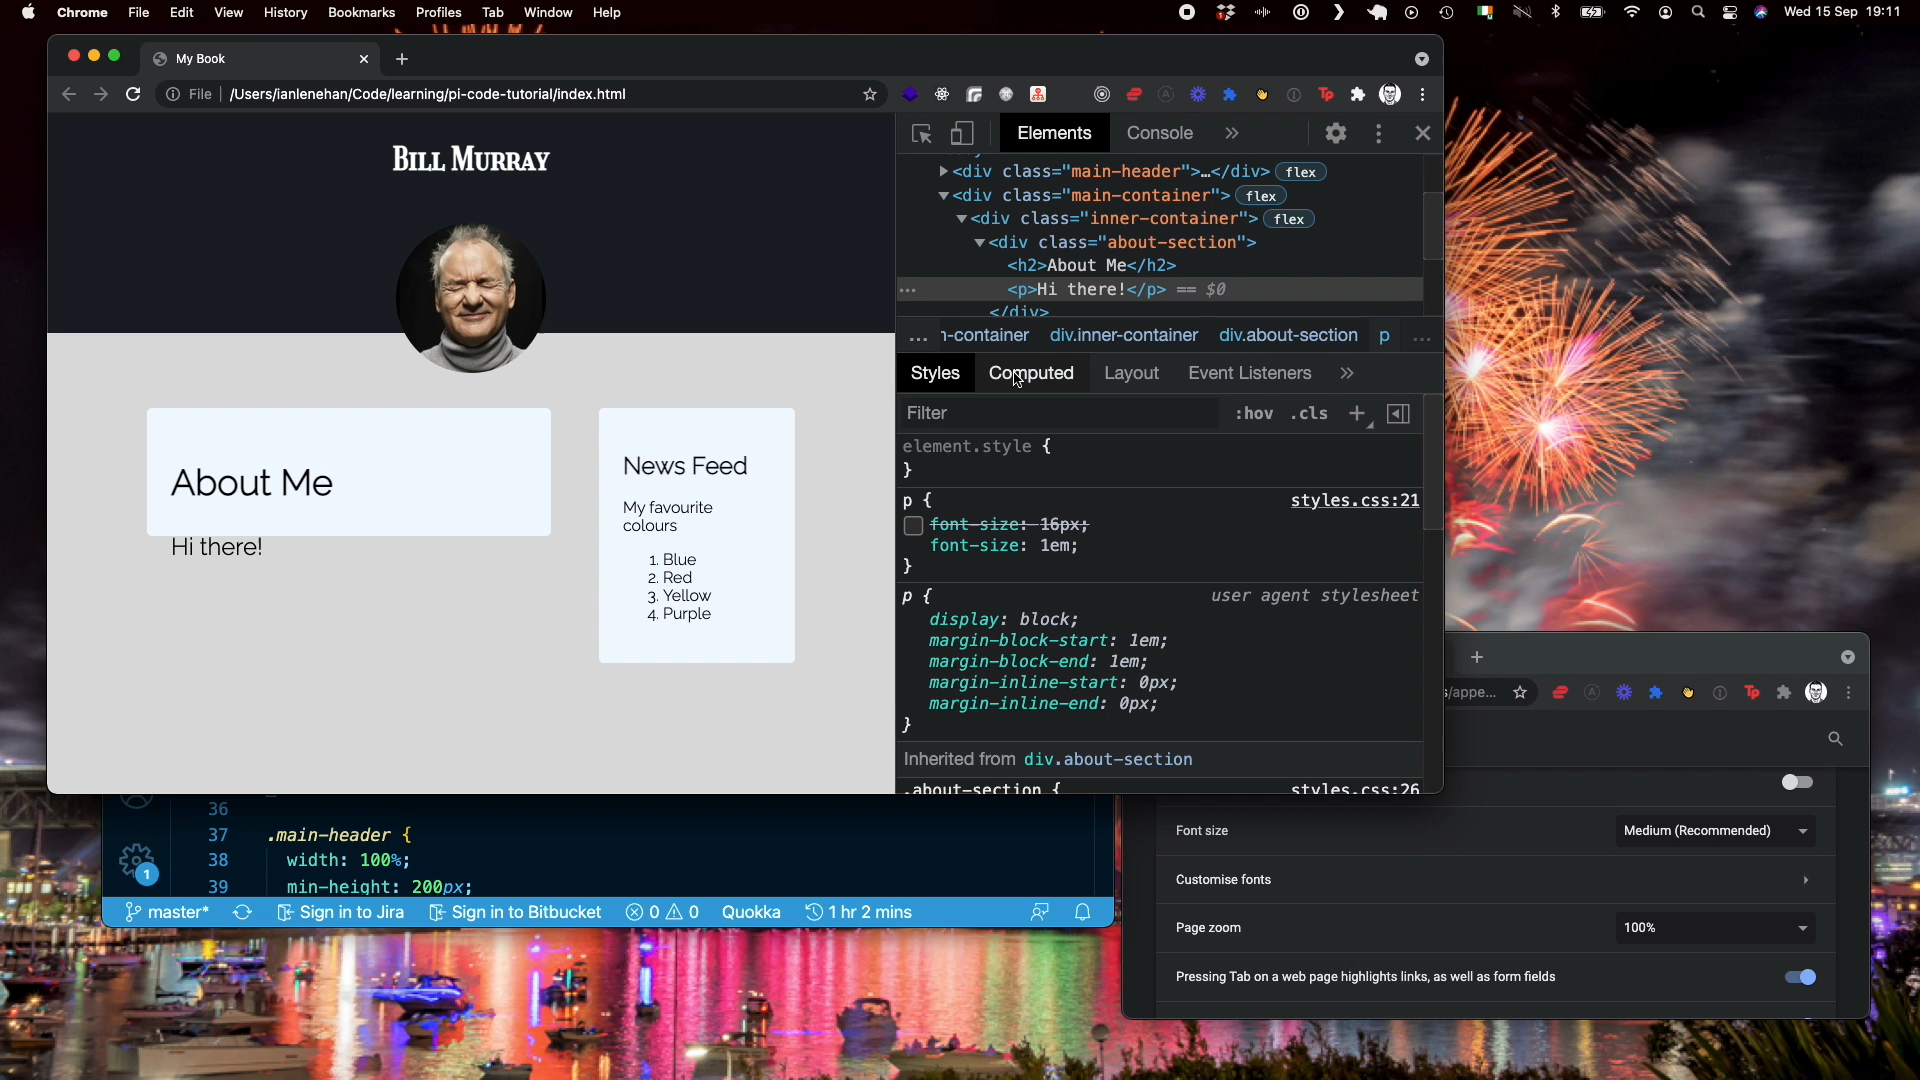 Chrome File Edit View History Bookmarks Profiles Tab Window Help
Wed 15 Sep 19:11
My Book
File /Users/ianlenehan/Code/learning/pi-code-tutorial/index.html
BILL MURRAY
About Me
Hi there!
News Feed
My favourite
colours
1. Blue
2. Red
3. Yellow
4. Purple
Elements Console
<div class="main-header">…</div> flex
<div class="main-container"> flex
<div class="inner-container"> flex
<div class="about-section">
<h2>About Me</h2>
<p>Hi there!</p> == $0
</div>
... n-container div.inner-container div.about-section p ...
Styles Computed Layout Event Listeners
Filter :hov .cls
element.style {
}
p { styles.css:21
font-size: 16px;
font-size: 1em;
}
p { user agent stylesheet
display: block;
margin-block-start: 1em;
margin-block-end: 1em;
margin-inline-start: 0px;
margin-inline-end: 0px;
}
Inherited from div.about-section
.about-section { styles.css:26
s/appe...
Tp
Tp
36
37 .main-header {
38 width: 100%;
39 min-height: 200px;
1
master* Sign in to Jira Sign in to Bitbucket 0 0 Quokka 1 hr 2 mins
Font size Medium (Recommended)
Customise fonts
Page zoom 100%
Pressing Tab on a web page highlights links, as well as form fields